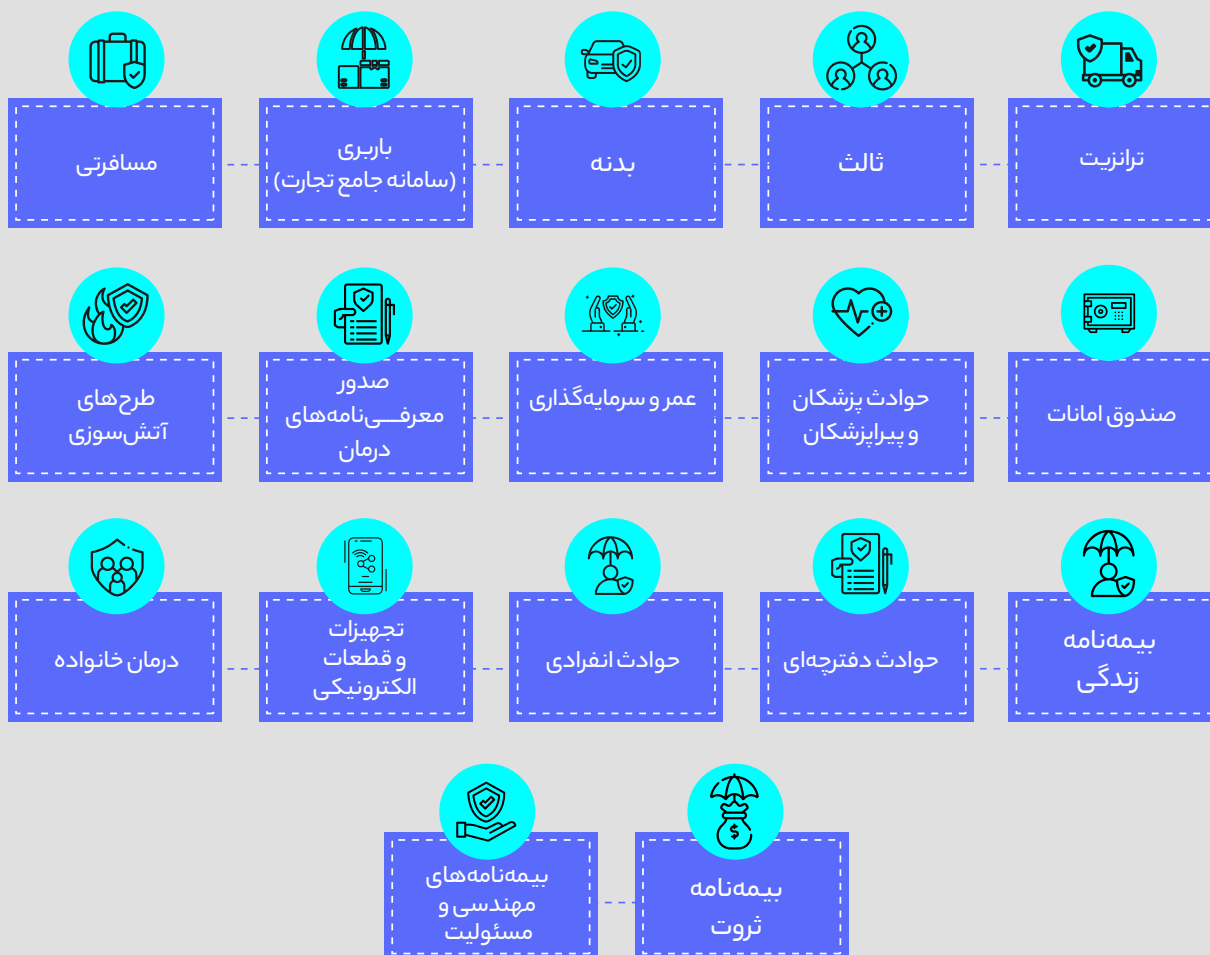 ترانزیت
ثالث
بدنه
باربری
(سامانه جامع تجارت)
مسافرتی
صندوق امانات
حوادث پزشکان
و پیراپزشکان
عمر و سرمایه‌گذاری
صدور
معرفــی‌نامه‌های
درمان
طرح‌های
آتش‌سوزی
بیمه‌نامه
زندگی
حوادث دفترچه‌ای
حوادث انفرادی
تجهیزات
و قطعات
الکترونیکی
درمان خانواده
بیمه‌نامه
ثروت
بیمه‌نامه‌های
مهندسی و
مسئولیت